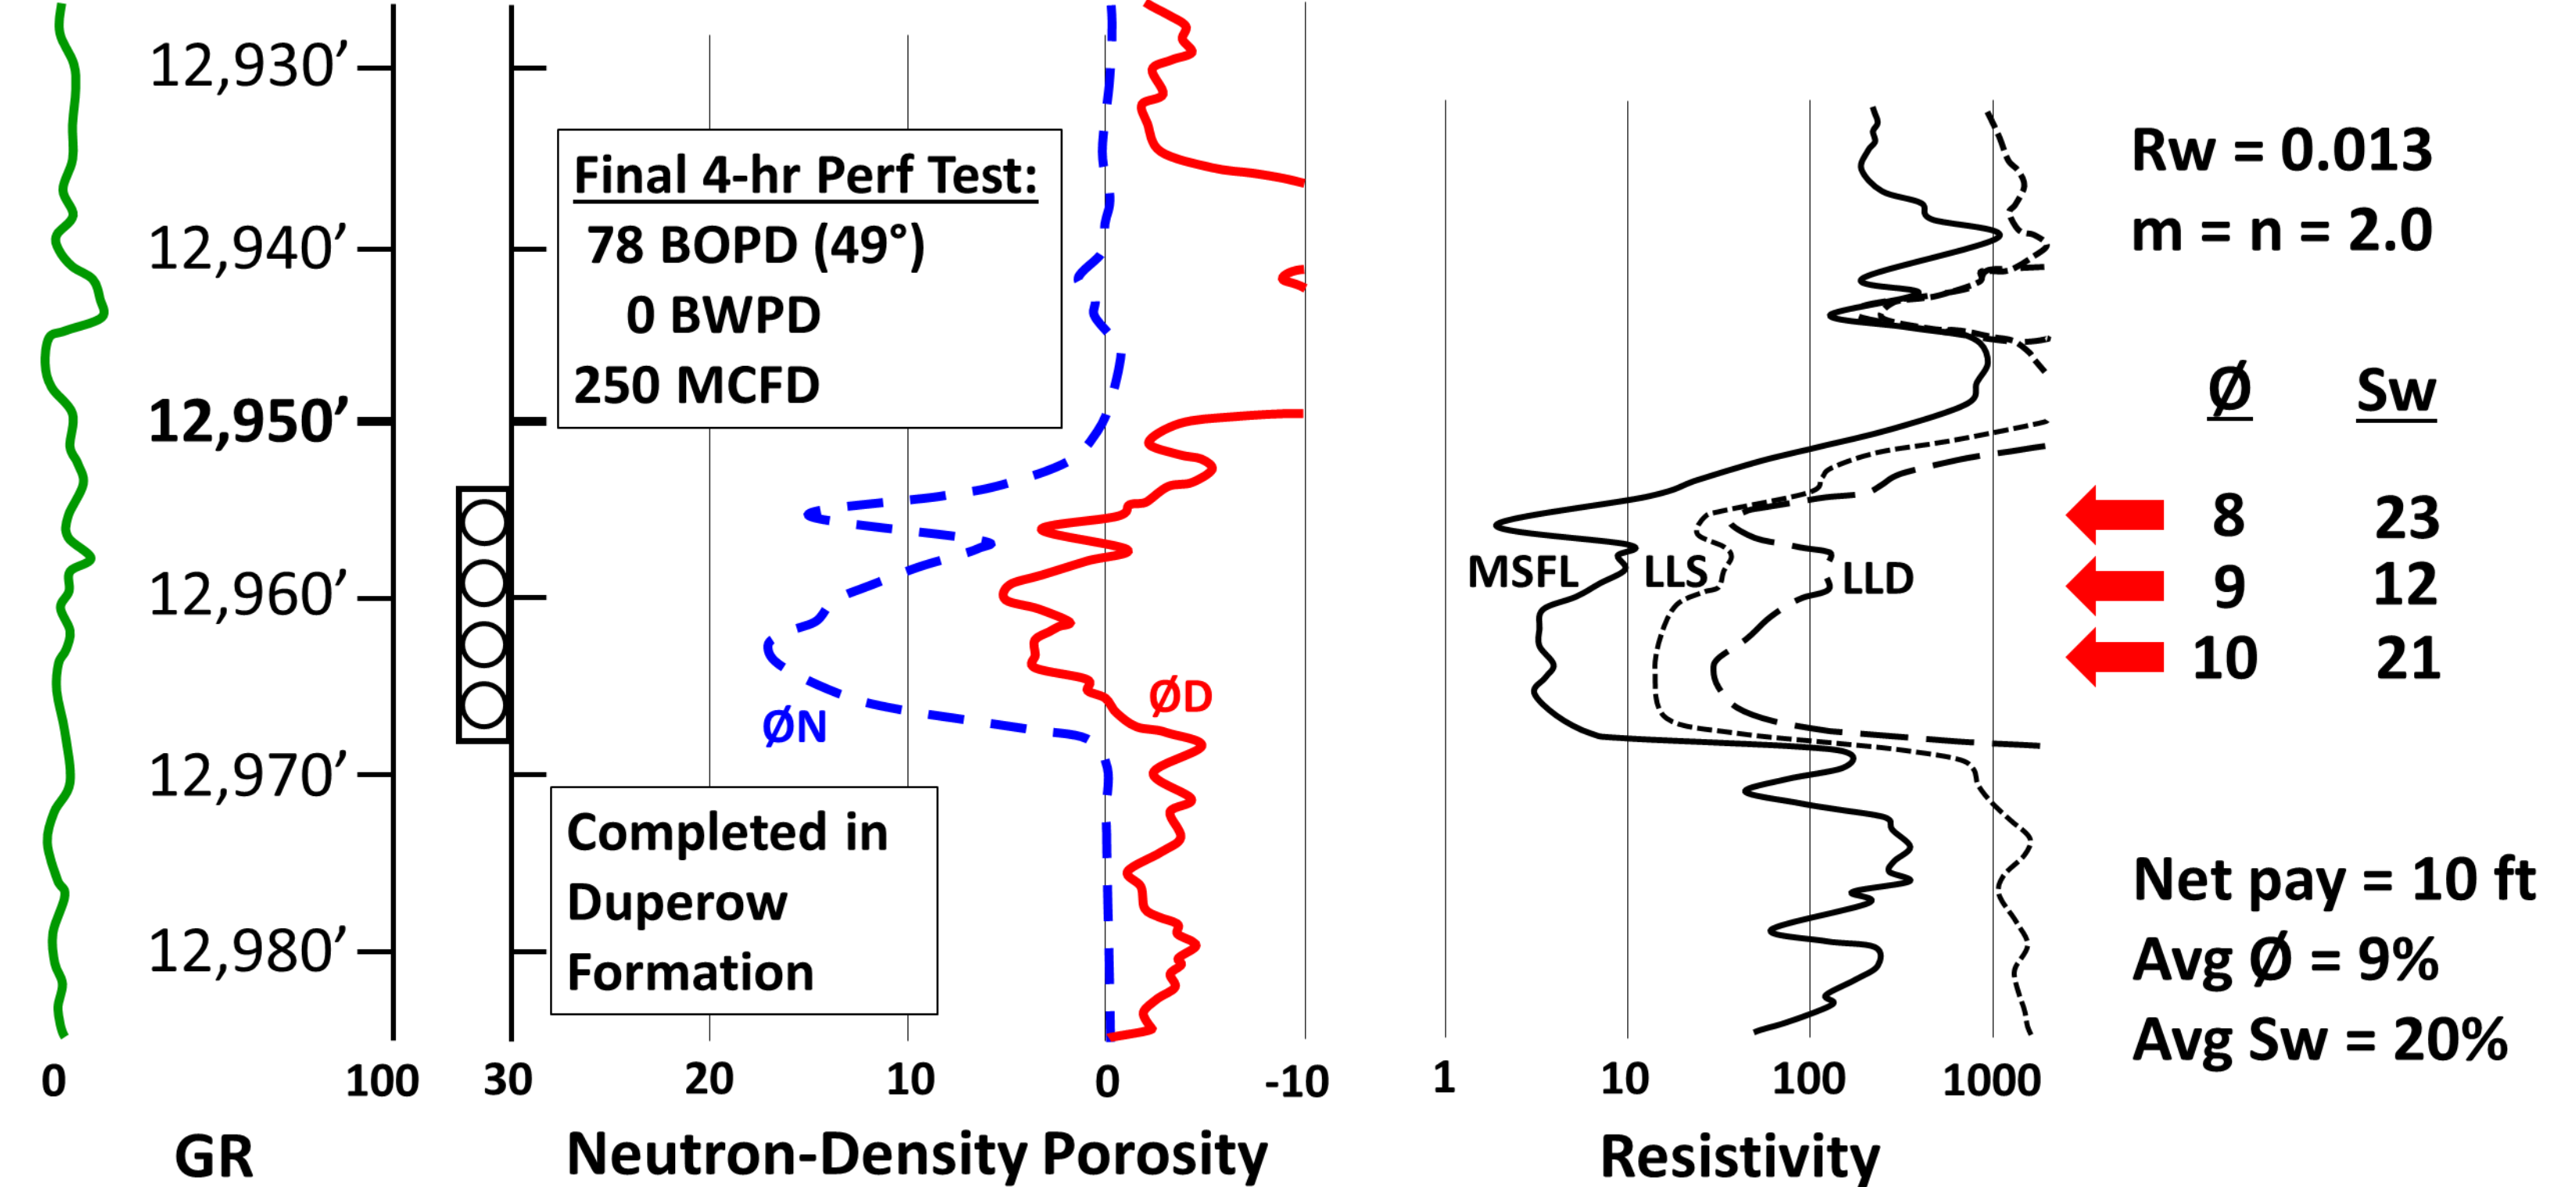 12,930’
12,940’
12,950’
12,960’
12,970’
12,980’
0
100
GR
Final 4-hr Perf Test:
78 BOPD (49°)
0 BWPD
250 MCFD
ØN
ØD
Completed in
Duperow
Formation
30
20
10
0
-10
Neutron-Density Porosity
MSFL
LLS
LLD
1
10
100
1000
Resistivity
Rw = 0.013
m = n = 2.0
Ø Sw
8 23
9 12
10 21
Net pay = 10 ft
Avg Ø = 9%
Avg Sw = 20%